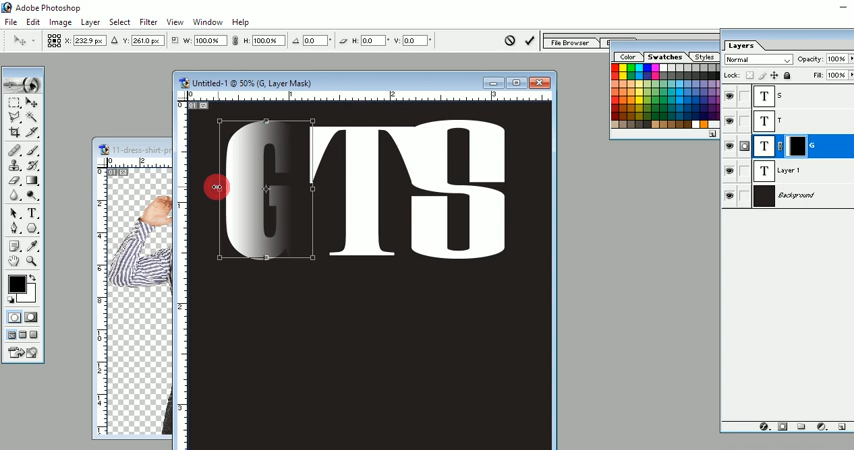 Adobe Photoshop
File Edit Image Layer Select Filter View Window Help
X: 232.9 px Y: 261.0 px W: 100.0% H: 100.0% 0.0 ° H: 0.0 ° V: 0.0 °
File Browser
Color Swatches Styles
Layers
Normal Opacity: 100%
Lock: Fill: 100%
T S
T T
T G
T Layer 1
Background
Untitled-1 @ 50% (G, Layer Mask)
11-dress-shirt-pr
GTS